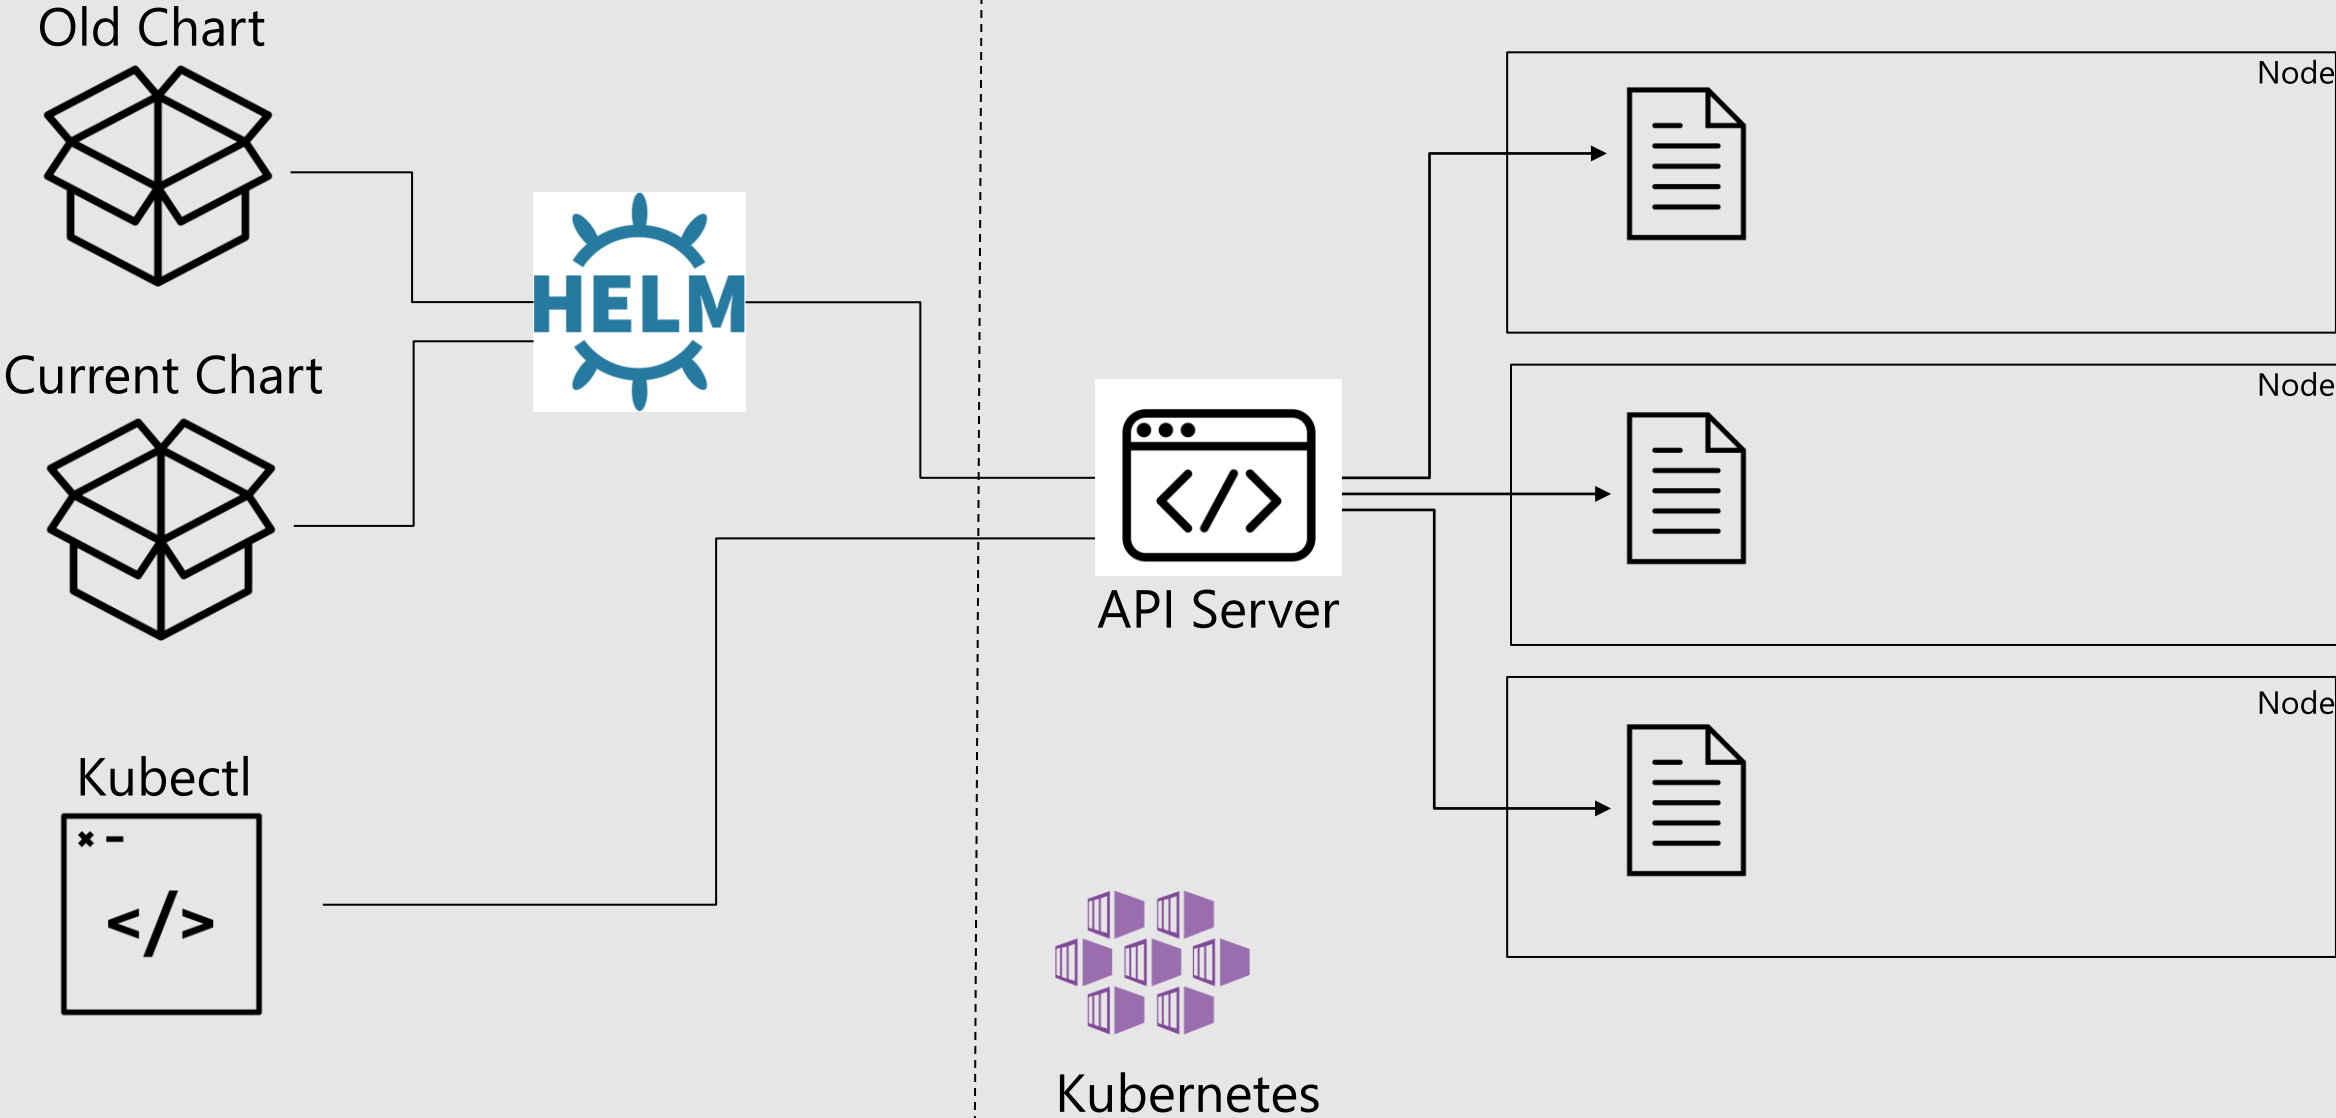 Old Chart
HELM
Current Chart
Kubectl
</>
API Server
</>
Node
Node
Node
Kubernetes